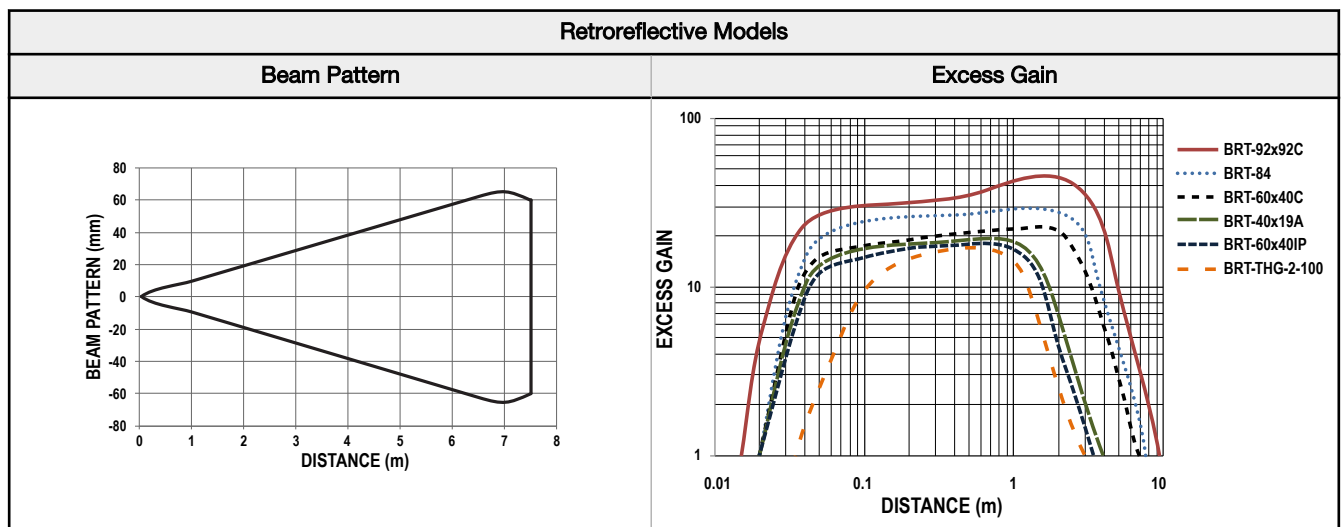 Retroreflective Models
Beam Pattern
Excess Gain
BEAM PATTERN (mm)
80
60
40
20
0
-20
-40
-60
-80
0 1 2 3 4 5 6 7 8
DISTANCE (m)
EXCESS GAIN
100
10
1
0.01 0.1 1 10
DISTANCE (m)
BRT-92x92C
BRT-84
BRT-60x40C
BRT-40x19A
BRT-60x40IP
BRT-THG-2-100